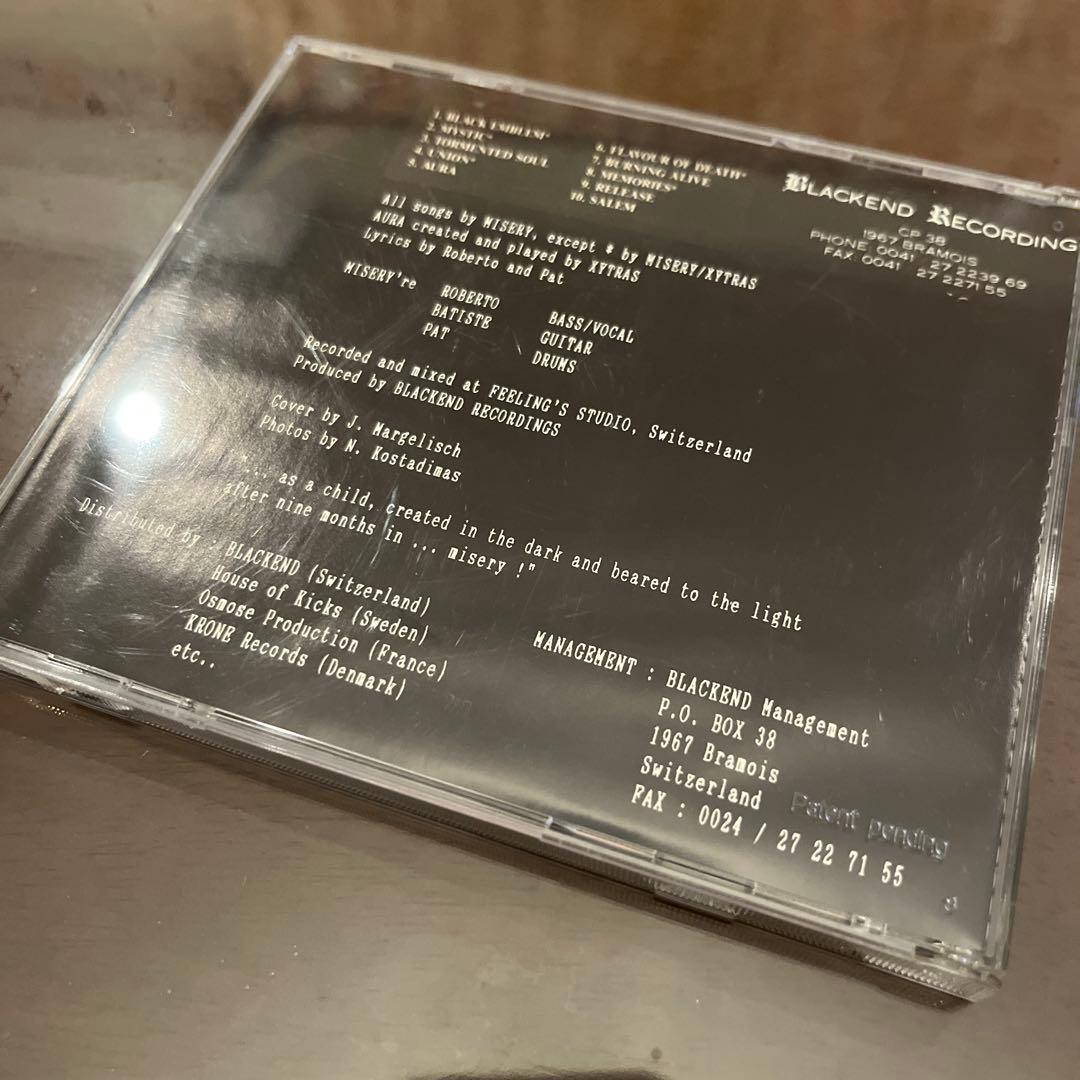 1. BLACK EMBLEM*
2. MYSTIC*
3. TORMENTED SOUL
4. UNION*
5. AURA
6. FLAVOUR OF DEATH*
7. BURNING ALIVE
8. MEMORIES*
9. RELEASE
10. SALEM
BLACKEND RECORDING
CP 38
1967 BRAMOIS
PHONE 0041 27 2239 69
FAX: 0041 27 2271 55
All songs by MISERY, except * by MISERY/XYTRAS
AURA created and played by XYTRAS
Lyrics by Roberto and Pat
MISERY're ROBERTO BASS/VOCAL
BATISTE GUITAR
PAT DRUMS
Recorded and mixed at FEELING'S STUDIO, Switzerland
Produced by BLACKEND RECORDINGS
Cover by J. Margelisch
Photos by N. Kostadimas
"... as a child, created in the dark and beared to the light
after nine months in ... misery !"
Distributed by : BLACKEND (Switzerland)
House of Kicks (Sweden)
Osmose Production (France)
KRONE Records (Denmark)
etc..
MANAGEMENT : BLACKEND Management
P.O. BOX 38
1967 Bramois
Switzerland
FAX : 0024 / 27 22 71 55
Patent pending